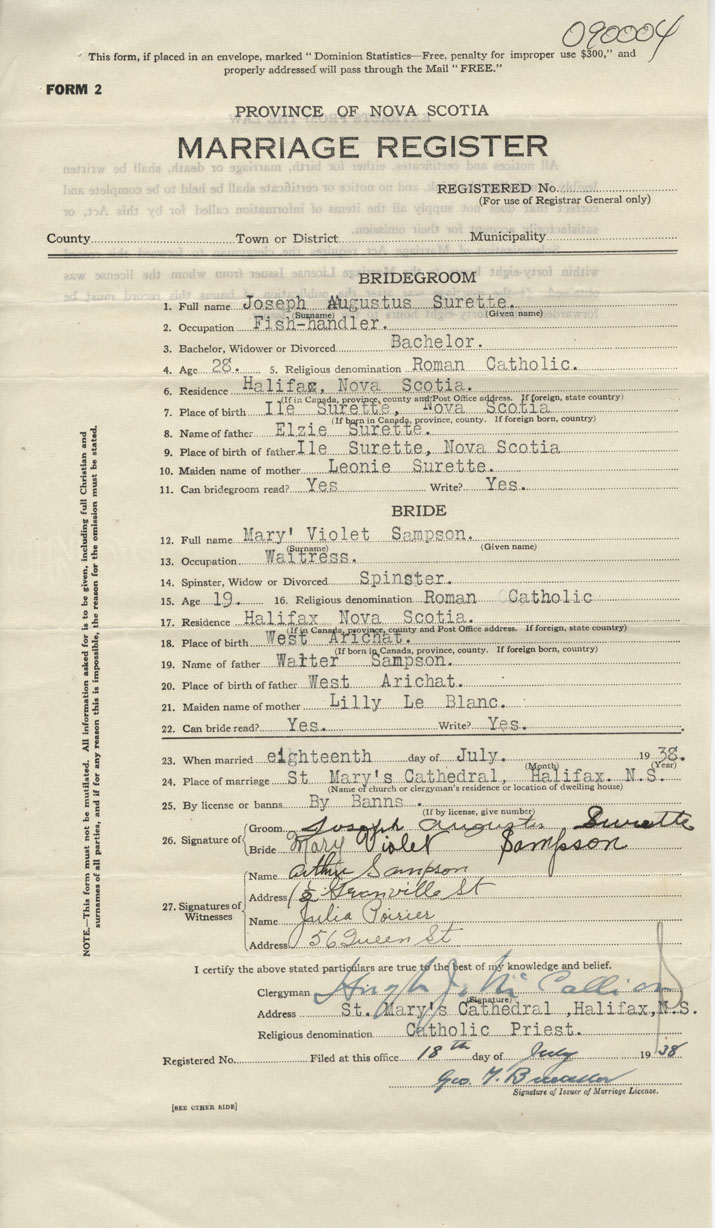 090004
This form, if placed in an envelope, marked "Dominion Statistics—Free, penalty for improper use $300," and
properly addressed will pass through the Mail "FREE."
FORM 2
PROVINCE OF NOVA SCOTIA
MARRIAGE REGISTER
REGISTERED No.
(For use of Registrar General only)
County Town or District Municipality
BRIDEGROOM
1. Full name Joseph Augustus Surette.
(Surname) (Given name)
2. Occupation Fish-handler.
3. Bachelor, Widower or Divorced Bachelor.
4. Age 28. 5. Religious denomination Roman Catholic.
6. Residence Halifax, Nova Scotia.
(If in Canada, province, county and Post Office address. If foreign, state country)
7. Place of birth Ile Surette, Nova Scotia
(If born in Canada, province, county. If foreign born, country)
8. Name of father Elzie Surette.
9. Place of birth of father Ile Surette, Nova Scotia
10. Maiden name of mother Leonie Surette.
11. Can bridegroom read? Yes Write? Yes.
BRIDE
12. Full name Mary' Violet Sampson.
(Surname) (Given name)
13. Occupation Waitress.
14. Spinster, Widow or Divorced Spinster.
15. Age 19. 16. Religious denomination Roman Catholic
17. Residence Halifax Nova Scotia.
(If in Canada, province, county and Post Office address. If foreign, state country)
18. Place of birth West Arichat.
(If born in Canada, province, county. If foreign born, country)
19. Name of father Walter Sampson.
20. Place of birth of father West Arichat.
21. Maiden name of mother Lilly Le Blanc.
22. Can bride read? Yes. Write? Yes.
23. When married eighteenth day of July. 19 38.
(Month) (Year)
24. Place of marriage St Mary's Cathedral, Halifax. N.S.
(Name of church or clergyman's residence or location of dwelling house)
25. By license or banns. By Banns.
(If by license, give number)
26. Signature of Groom Joseph Augustus Surette
Bride Mary Violet Sampson
27. Signatures of Witnesses
Name Arthur Sampson
Address Granville St
Name Julia Poirier
Address 56 Queen St
I certify the above stated particulars are true to the best of my knowledge and belief.
Clergyman Hugh J. McCallion
(Signature)
Address St. Mary's Cathedral ,Halifax,N.S.
Religious denomination Catholic Priest.
Registered No. Filed at this office 18th day of July 19 38
Geo. 
Signature of Issuer of Marriage License.
[SEE OTHER SIDE]
NOTE.—This form must not be mutilated. All information asked for is to be given, including full Christian and
surnames of all parties, and if for any reason this is impossible, the reason for the omission must be stated.